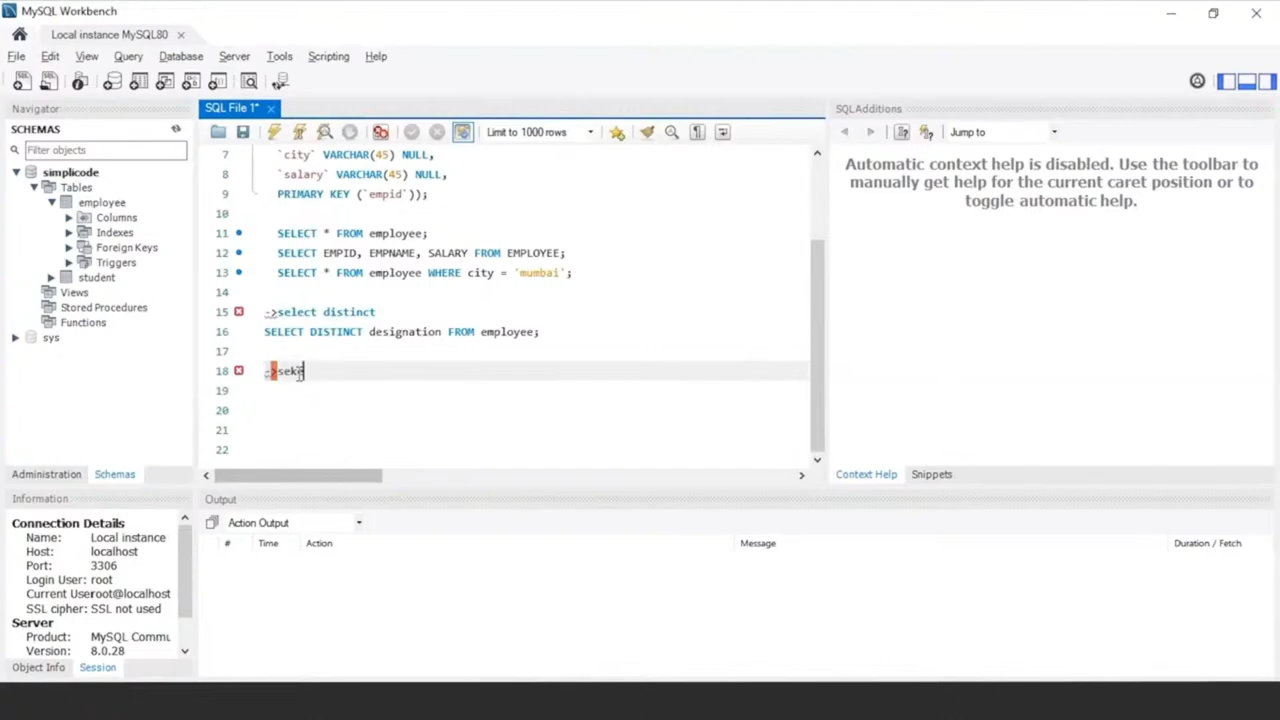 MySQL Workbench
Local instance MySQL80
File Edit View Query Database Server Tools Scripting Help
Navigator
SCHEMAS
Filter objects
simplicode
Tables
employee
Columns
Indexes
Foreign Keys
Triggers
student
Views
Stored Procedures
Functions
sys
Administration Schemas
SQL File 1*
Limit to 1000 rows
7 `city` VARCHAR(45) NULL,
8 `salary` VARCHAR(45) NULL,
9 PRIMARY KEY (`empid`));
10
11 SELECT * FROM employee;
12 SELECT EMPID, EMPNAME, SALARY FROM EMPLOYEE;
13 SELECT * FROM employee WHERE city = 'mumbai';
14
15 ->select distinct
16 SELECT DISTINCT designation FROM employee;
17
18 ->seke
19
20
21
22
SQLAdditions
Jump to
Automatic context help is disabled. Use the toolbar to
manually get help for the current caret position or to
toggle automatic help.
Context Help Snippets
Information
Connection Details
Name: Local instance
Host: localhost
Port: 3306
Login User: root
Current User root@localhost
SSL cipher: SSL not used
Server
Product: MySQL Commu
Version: 8.0.28
Object Info Session
Output
Action Output
# Time Action Message Duration / Fetch